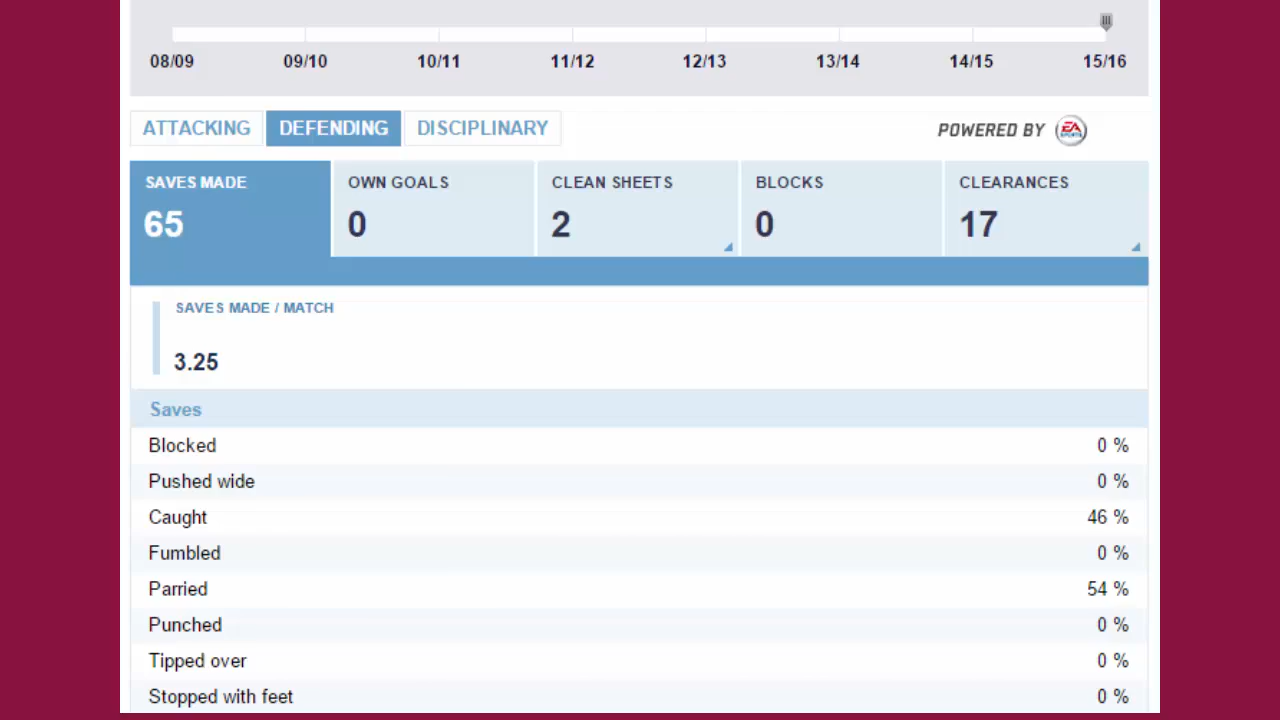 08/09 09/10 10/11 11/12 12/13 13/14 14/15 15/16
ATTACKING DEFENDING DISCIPLINARY POWERED BY EA SPORTS
SAVES MADE OWN GOALS CLEAN SHEETS BLOCKS CLEARANCES
65 0 2 0 17
SAVES MADE / MATCH
3.25
Saves
Blocked 0 %
Pushed wide 0 %
Caught 46 %
Fumbled 0 %
Parried 54 %
Punched 0 %
Tipped over 0 %
Stopped with feet 0 %